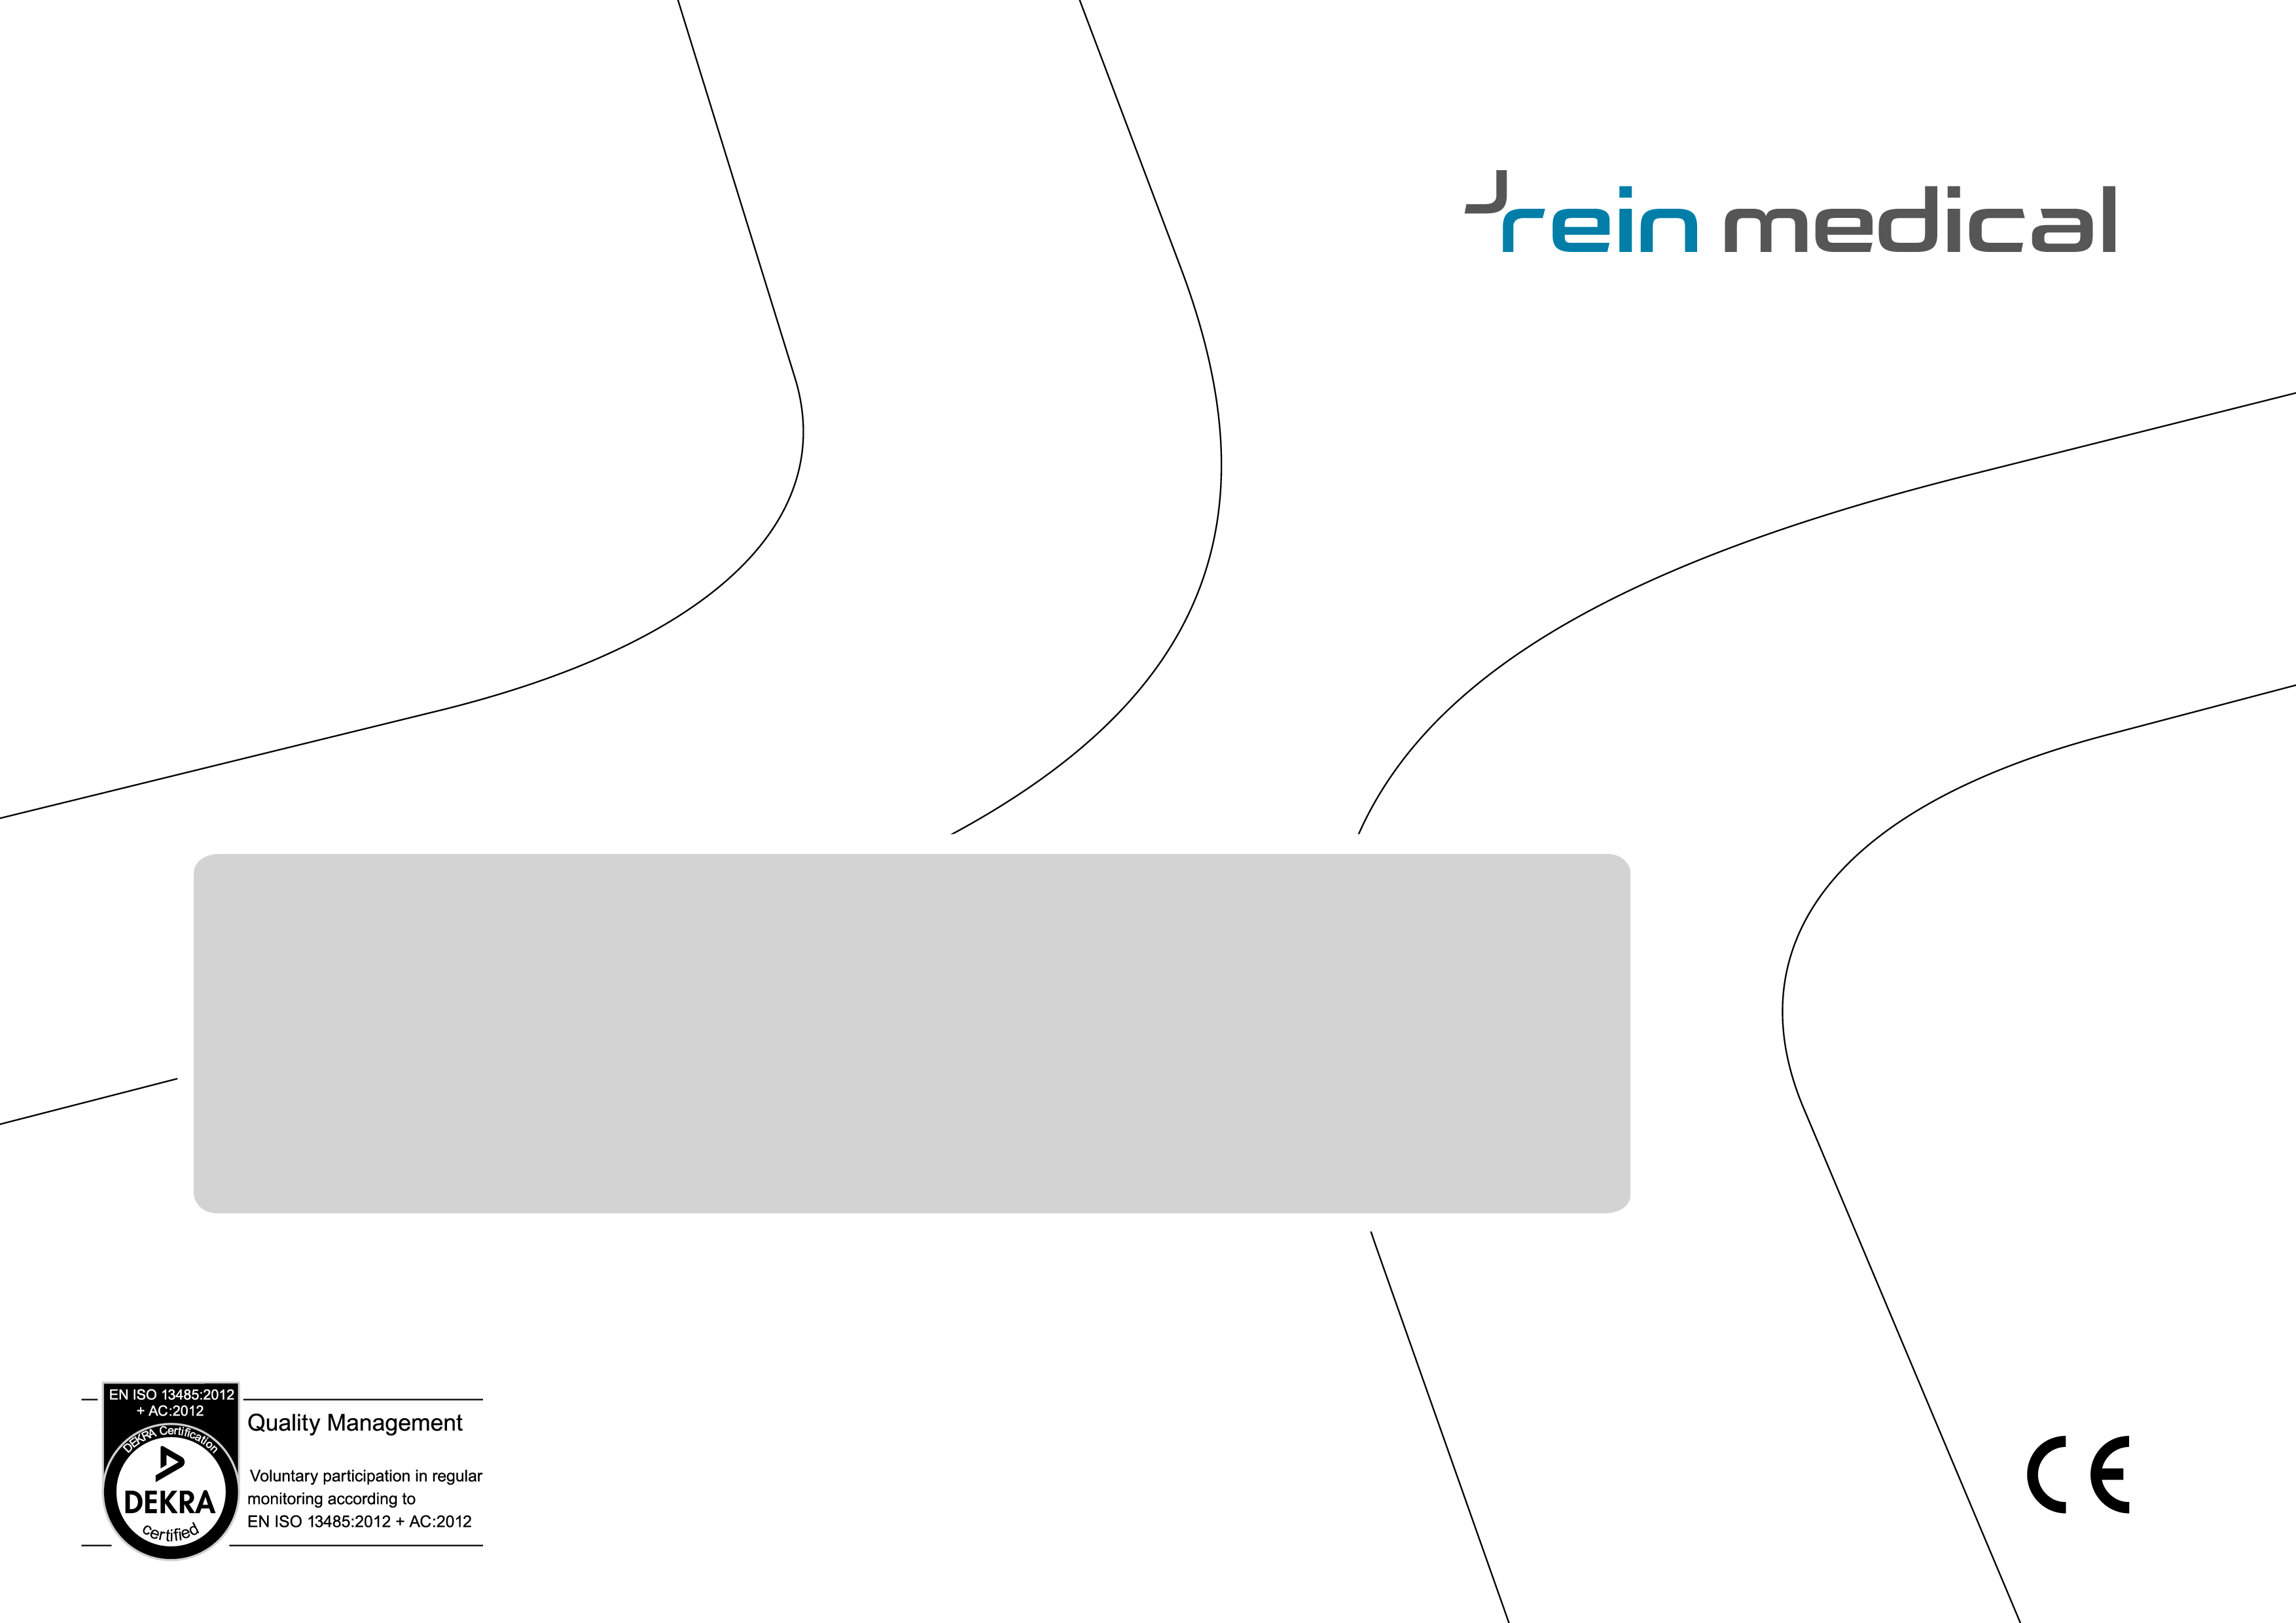 rein medical
EN ISO 13485:2012
+ AC:2012
DEKRA Certification
DEKRA
certified
Quality Management
Voluntary participation in regular
monitoring according to
EN ISO 13485:2012 + AC:2012
CE